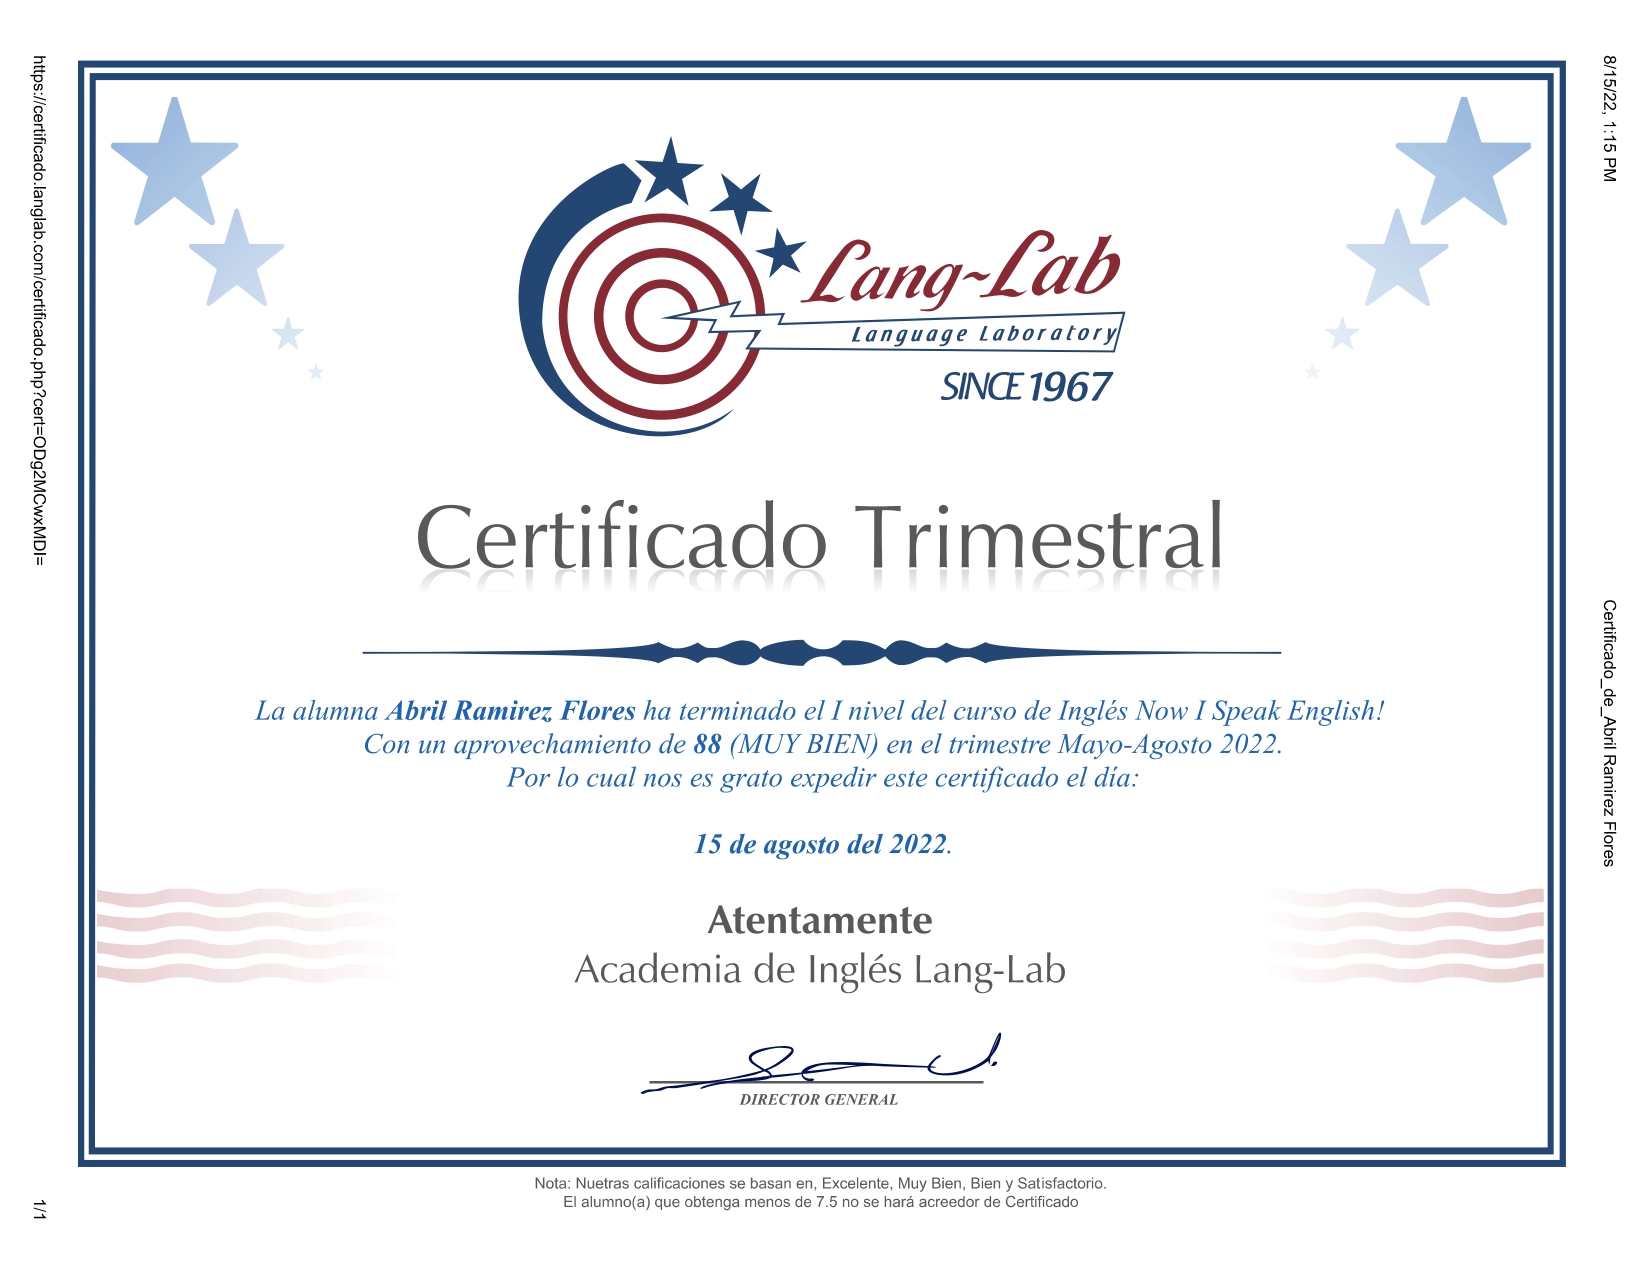 8/15/22, 1:15 PM
Certificado_de_Abril Ramirez Flores
Lang~Lab
Language Laboratory
SINCE 1967
Certificado Trimestral
La alumna Abril Ramirez Flores ha terminado el I nivel del curso de Inglés Now I Speak English!
Con un aprovechamiento de 88 (MUY BIEN) en el trimestre Mayo-Agosto 2022.
Por lo cual nos es grato expedir este certificado el día:
15 de agosto del 2022.
Atentamente
Academia de Inglés Lang-Lab
DIRECTOR GENERAL
Nota: Nuetras calificaciones se basan en, Excelente, Muy Bien, Bien y Satisfactorio.
El alumno(a) que obtenga menos de 7.5 no se hará acreedor de Certificado
https://certificado.langlab.com/certificado.php?cert=ODg2MCwxMDI=
1/1